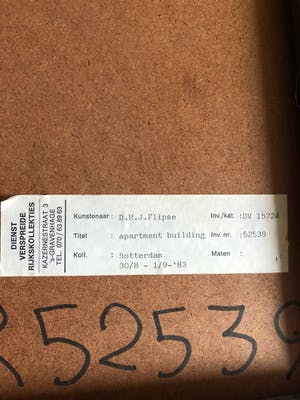 DIENST
VERSPREIDE
RIJKSKOLLEKTIES
KAZERNESTRAAT 3
's-GRAVENHAGE
TEL. 070 / 63 89 63
Kunstenaar : D.H.J.Flipse Inv./kat. :DV 15724
Titel : apartment building Inv. nr. :52539
Koll. : Rotterdam Maten :
30/8 - 1/9-'83
R52539